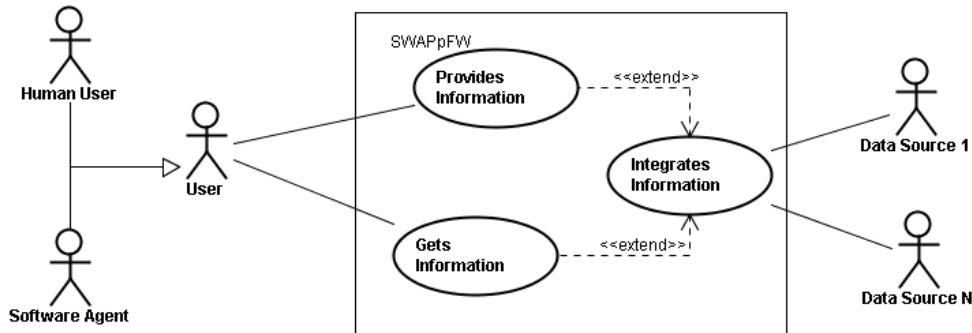 SWAPpFW
Provides
Information
<<extend>>
Human User
User
Integrates
Information
Data Source 1
Gets
Information
<<extend>>
Software Agent
Data Source N